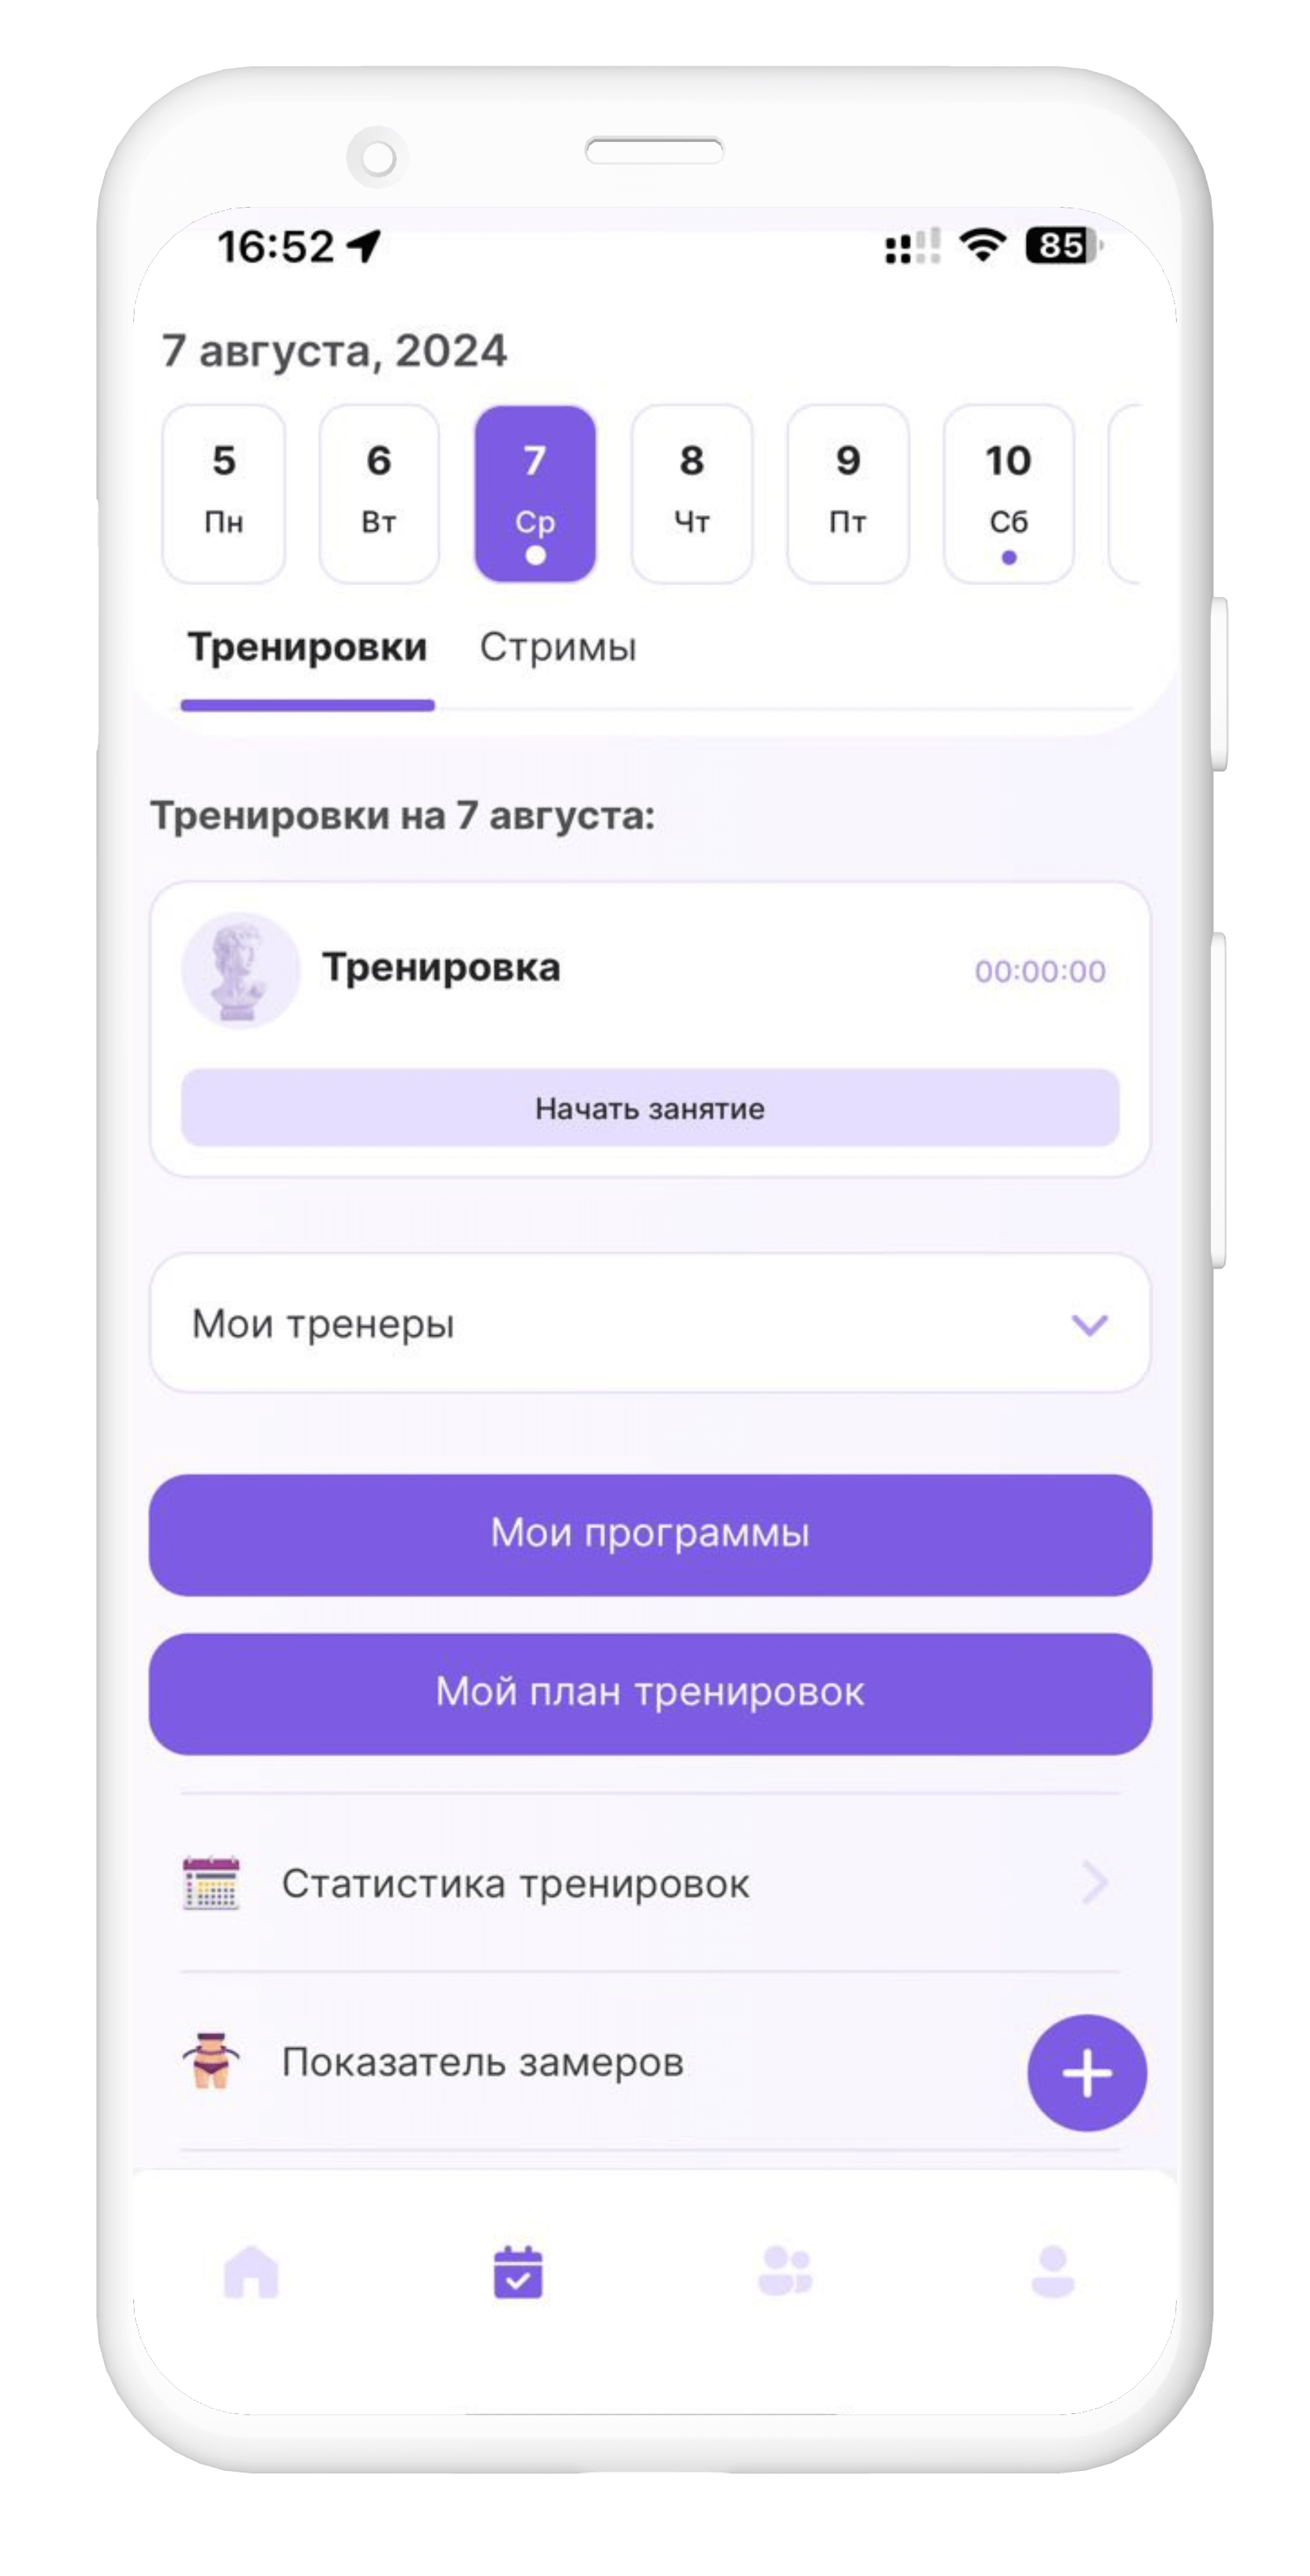 16:52
85
7 августа, 2024
5 6 7 8 9 10
Пн Вт Ср Чт Пт Сб
Тренировки Стримы
Тренировки на 7 августа:
Тренировка 00:00:00
Начать занятие
Мои тренеры
Мои программы
Мой план тренировок
Статистика тренировок
Показатель замеров